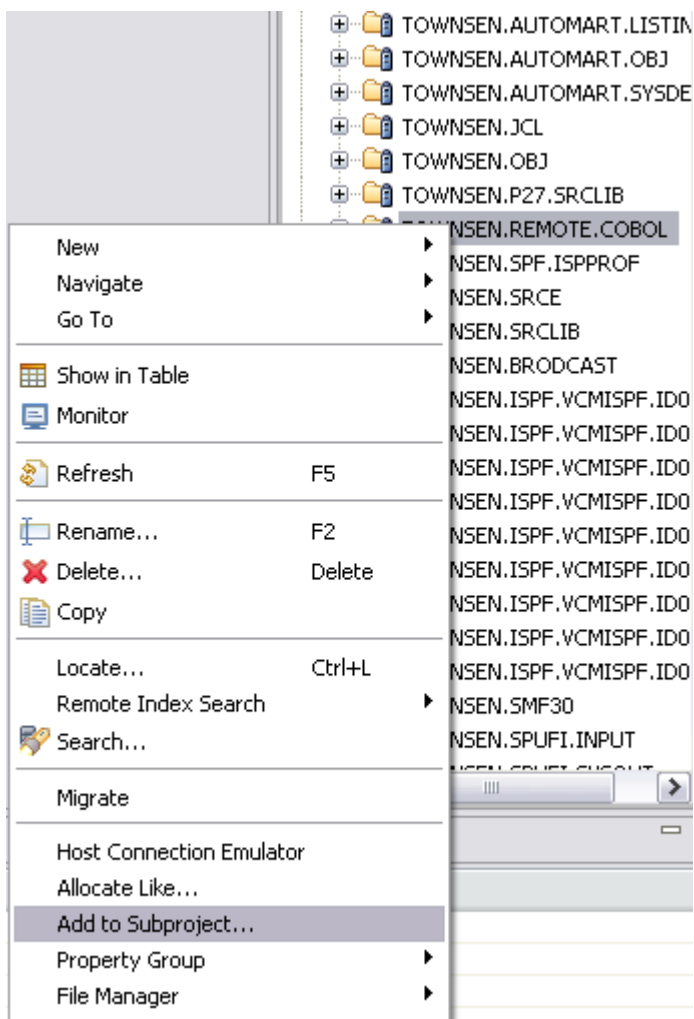 TOWNSEN.AUTOMART.LISTIN
TOWNSEN.AUTOMART.OBJ
TOWNSEN.AUTOMART.SYSDE
TOWNSEN.JCL
TOWNSEN.OBJ
TOWNSEN.P27.SRCLIB
NSEN.REMOTE.COBOL
NSEN.SPF.ISPPROF
NSEN.SRCE
NSEN.SRCLIB
NSEN.BRODCAST
NSEN.ISPF.VCMISPF.ID0
NSEN.ISPF.VCMISPF.ID0
NSEN.ISPF.VCMISPF.ID0
NSEN.ISPF.VCMISPF.ID0
NSEN.ISPF.VCMISPF.ID0
NSEN.ISPF.VCMISPF.ID0
NSEN.ISPF.VCMISPF.ID0
NSEN.ISPF.VCMISPF.ID0
NSEN.ISPF.VCMISPF.ID0
NSEN.SMF30
NSEN.SPUFI.INPUT
New
Navigate
Go To
Show in Table
Monitor
Refresh F5
Rename... F2
Delete... Delete
Copy
Locate... Ctrl+L
Remote Index Search
Search...
Migrate
Host Connection Emulator
Allocate Like...
Add to Subproject...
Property Group
File Manager